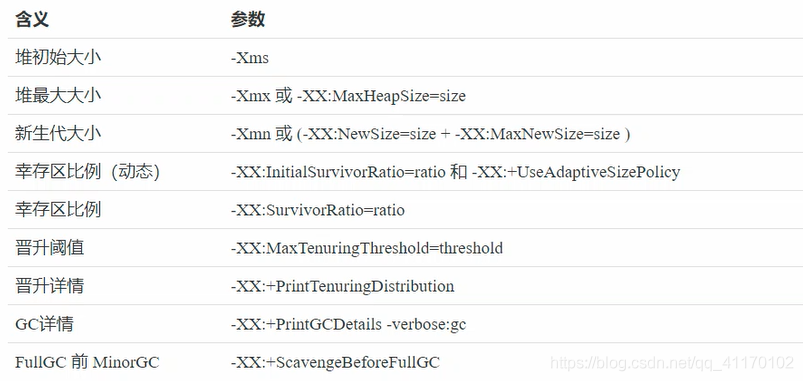 含义 参数
堆初始大小 -Xms
堆最大大小 -Xmx 或 -XX:MaxHeapSize=size
新生代大小 -Xmn 或 (-XX:NewSize=size + -XX:MaxNewSize=size )
幸存区比例（动态） -XX:InitialSurvivorRatio=ratio 和 -XX:+UseAdaptiveSizePolicy
幸存区比例 -XX:SurvivorRatio=ratio
晋升阈值 -XX:MaxTenuringThreshold=threshold
晋升详情 -XX:+PrintTenuringDistribution
GC详情 -XX:+PrintGCDetails -verbose:gc
FullGC 前 MinorGC -XX:+ScavengeBeforeFullGC
https://blog.csdn.net/qq_41170102